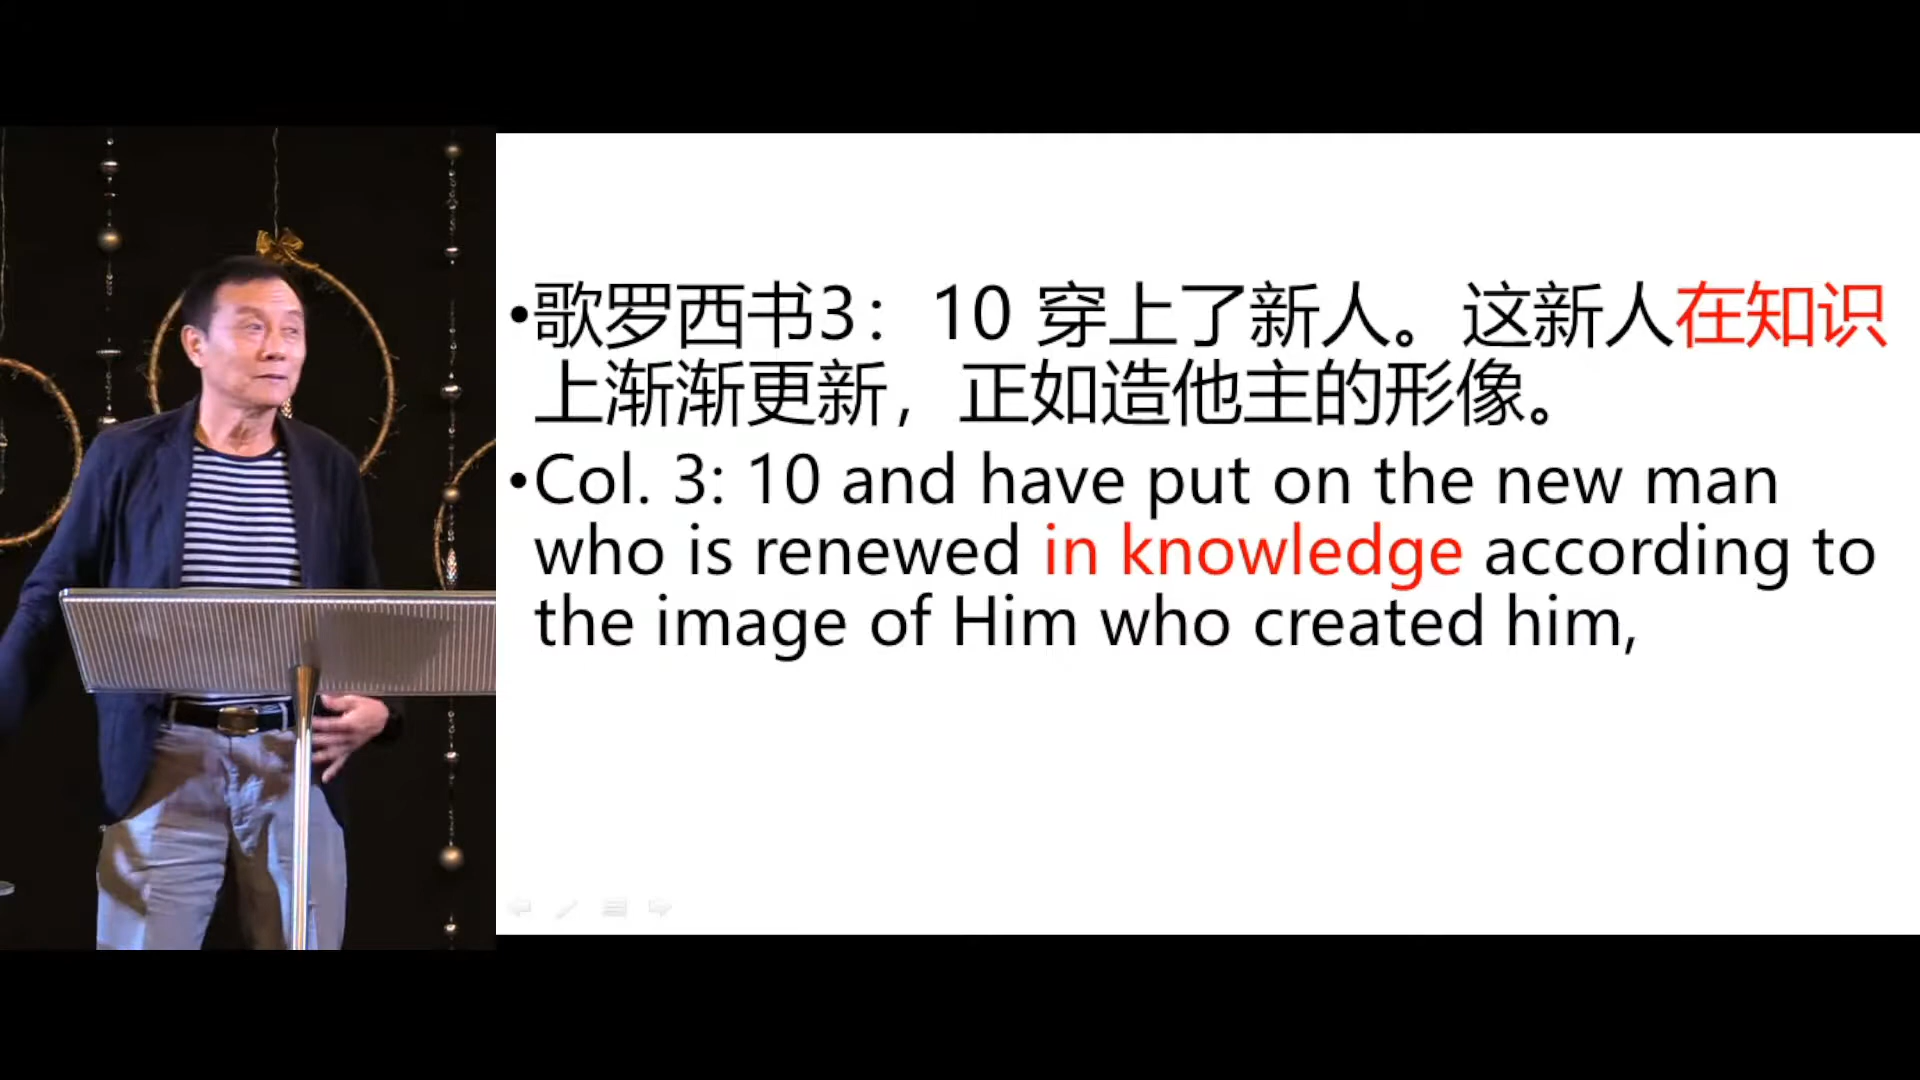 •歌罗西书3：10 穿上了新人。这新人在知识
上渐渐更新，正如造他主的形像。
•Col. 3: 10 and have put on the new man
who is renewed in knowledge according to
the image of Him who created him,